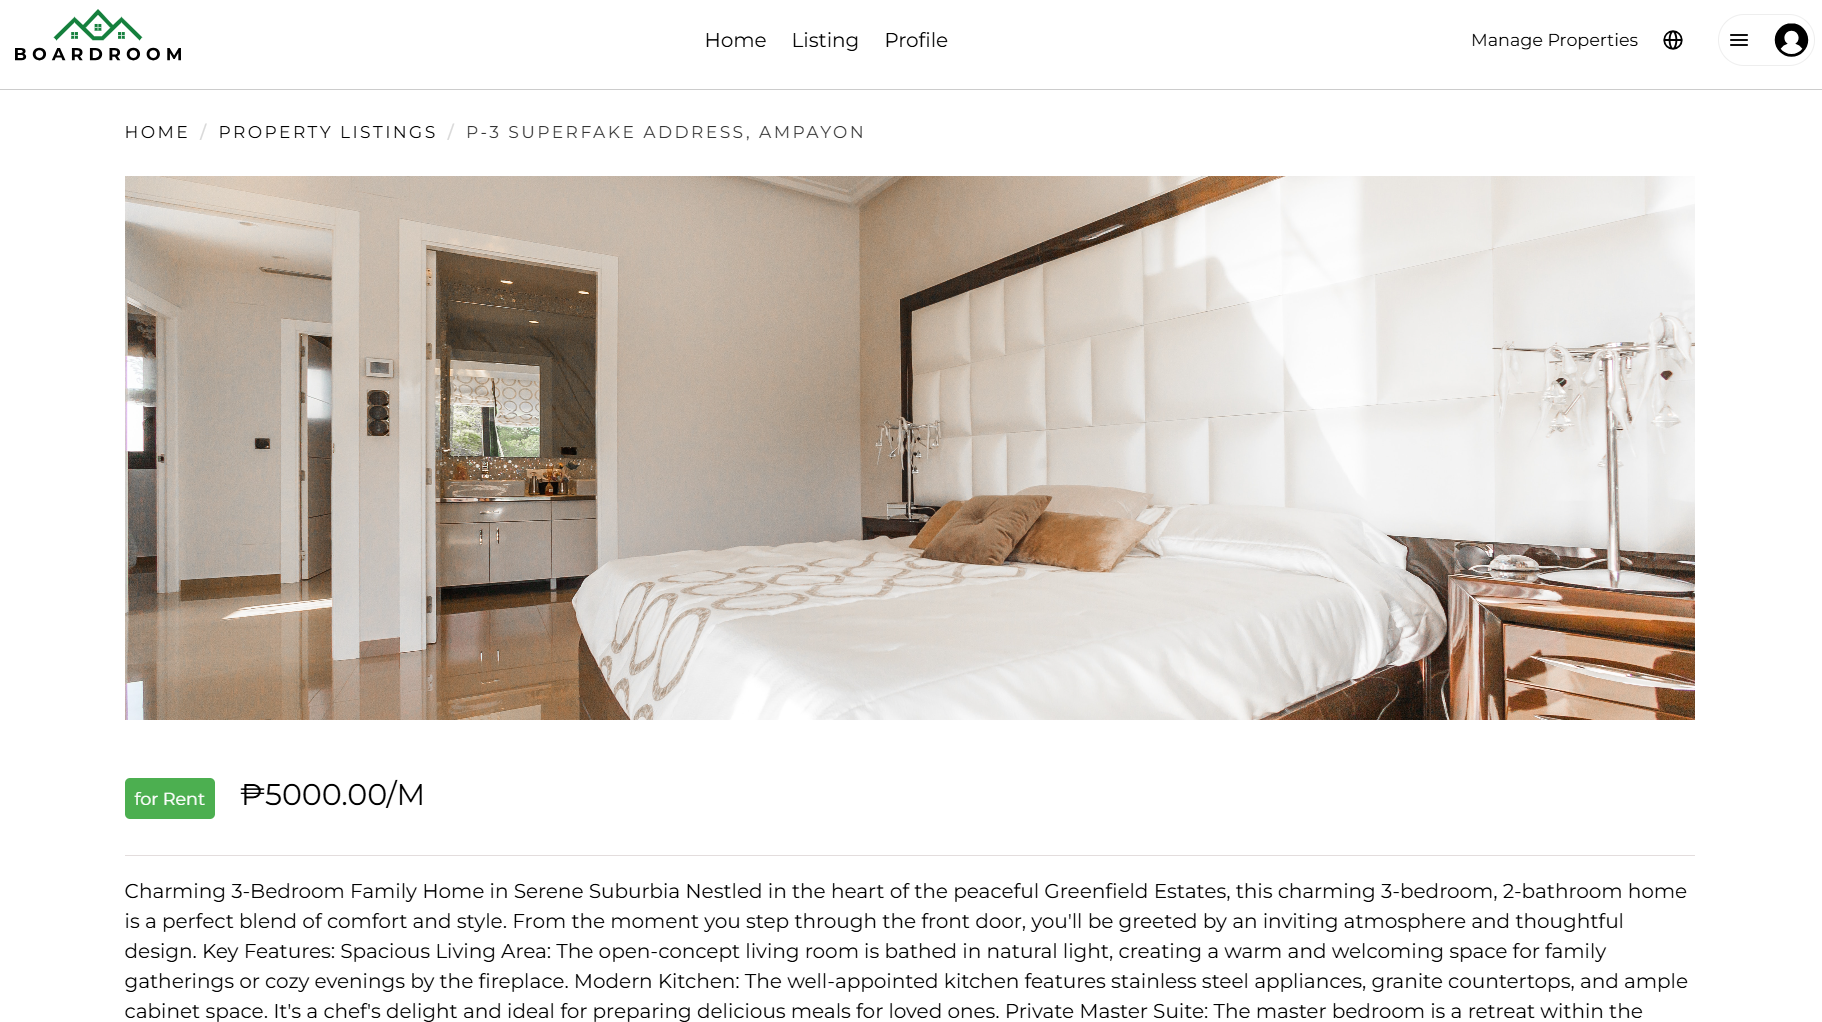 BOARDROOM
Home Listing Profile
Manage Properties
HOME / PROPERTY LISTINGS / P-3 SUPERFAKE ADDRESS, AMPAYON
for Rent ₱5000.00/M
Charming 3-Bedroom Family Home in Serene Suburbia Nestled in the heart of the peaceful Greenfield Estates, this charming 3-bedroom, 2-bathroom home
is a perfect blend of comfort and style. From the moment you step through the front door, you'll be greeted by an inviting atmosphere and thoughtful
design. Key Features: Spacious Living Area: The open-concept living room is bathed in natural light, creating a warm and welcoming space for family
gatherings or cozy evenings by the fireplace. Modern Kitchen: The well-appointed kitchen features stainless steel appliances, granite countertops, and ample
cabinet space. It's a chef's delight and ideal for preparing delicious meals for loved ones. Private Master Suite: The master bedroom is a retreat within the